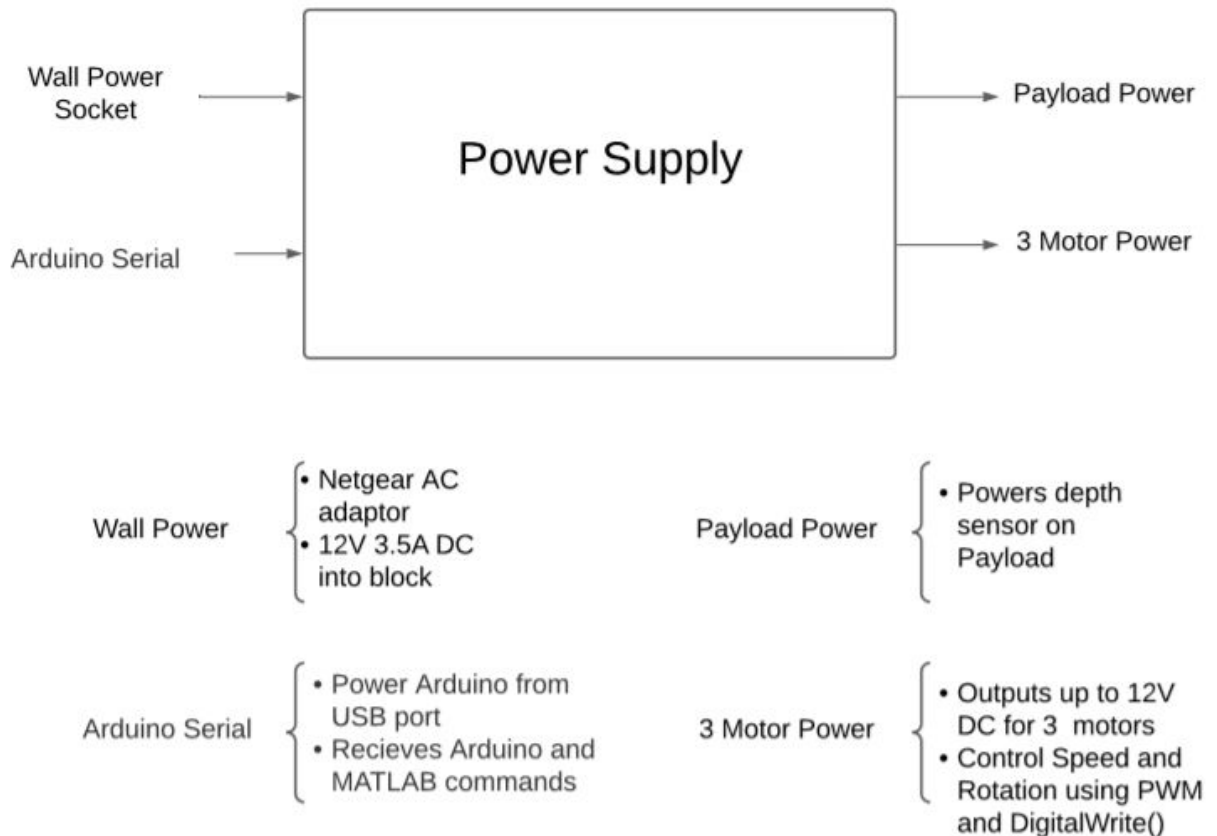 Wall Power
Socket
Arduino Serial
Power Supply
Payload Power
3 Motor Power
Wall Power
• Netgear AC
adaptor
• 12V 3.5A DC
into block
Payload Power
• Powers depth
sensor on
Payload
Arduino Serial
• Power Arduino from
USB port
• Recieves Arduino and
MATLAB commands
3 Motor Power
• Outputs up to 12V
DC for 3 motors
• Control Speed and
Rotation using PWM
and DigitalWrite()